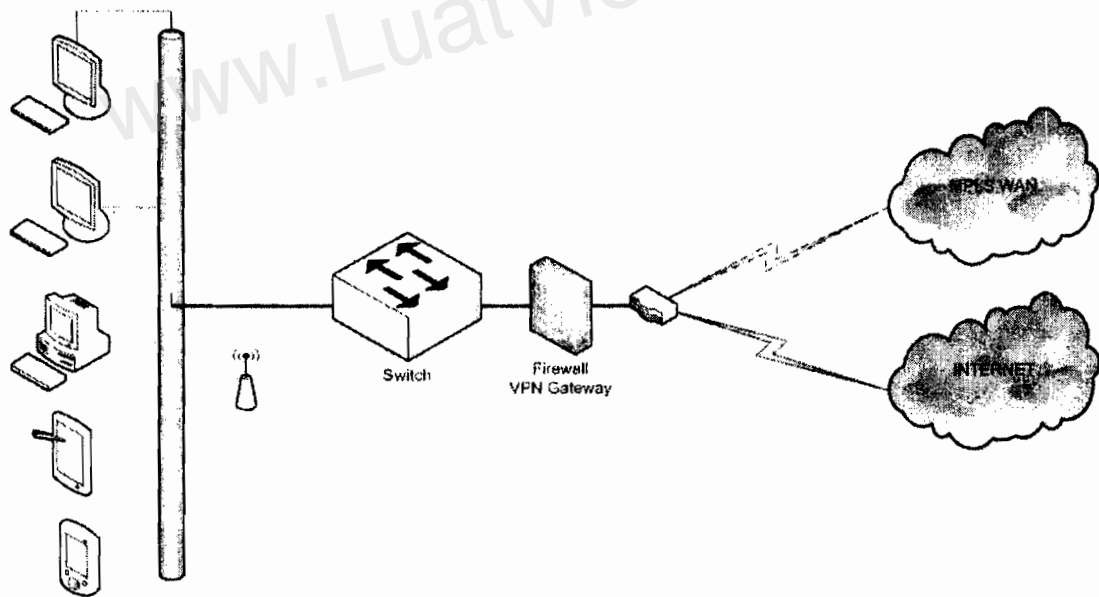 www.LuatVie
MPLS WAN
INTERNET
Switch
Firewall
VPN Gateway